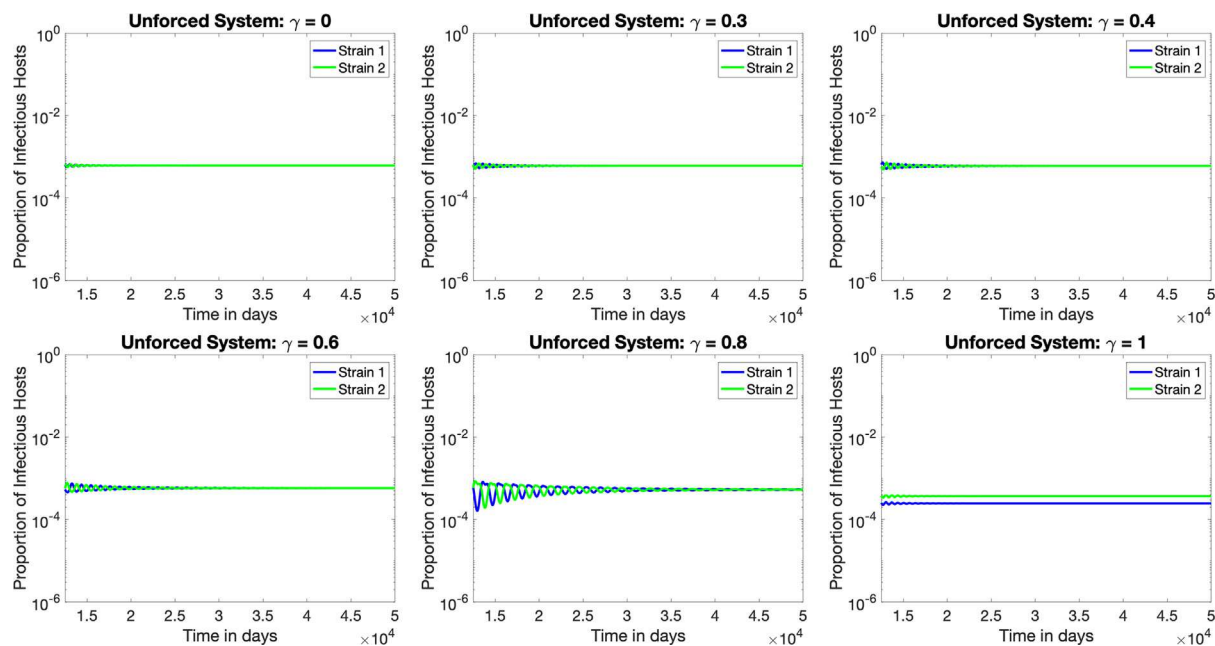 Unforced System: γ = 0
Proportion of Infectious Hosts
10^0
10^-2
10^-4
10^-6
Strain 1
Strain 2
1.5 2 2.5 3 3.5 4 4.5 5
Time in days
×10^4
Unforced System: γ = 0.3
Proportion of Infectious Hosts
10^0
10^-2
10^-4
10^-6
Strain 1
Strain 2
1.5 2 2.5 3 3.5 4 4.5 5
Time in days
×10^4
Unforced System: γ = 0.4
Proportion of Infectious Hosts
10^0
10^-2
10^-4
10^-6
Strain 1
Strain 2
1.5 2 2.5 3 3.5 4 4.5 5
Time in days
×10^4
Unforced System: γ = 0.6
Proportion of Infectious Hosts
10^0
10^-2
10^-4
10^-6
Strain 1
Strain 2
1.5 2 2.5 3 3.5 4 4.5 5
Time in days
×10^4
Unforced System: γ = 0.8
Proportion of Infectious Hosts
10^0
10^-2
10^-4
10^-6
Strain 1
Strain 2
1.5 2 2.5 3 3.5 4 4.5 5
Time in days
×10^4
Unforced System: γ = 1
Proportion of Infectious Hosts
10^0
10^-2
10^-4
10^-6
Strain 1
Strain 2
1.5 2 2.5 3 3.5 4 4.5 5
Time in days
×10^4